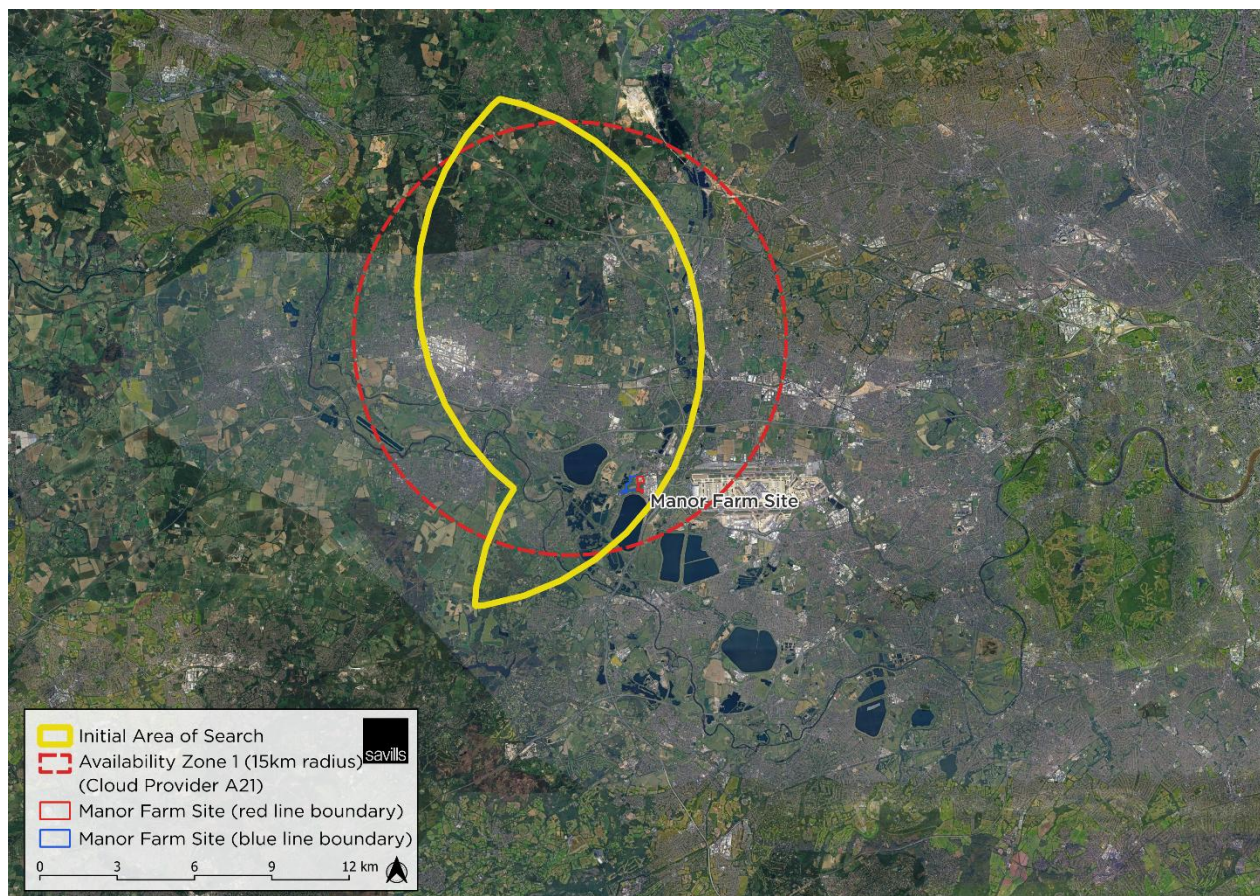 Manor Farm Site
Initial Area of Search
savills
Availability Zone 1 (15km radius)
(Cloud Provider A21)
Manor Farm Site (red line boundary)
Manor Farm Site (blue line boundary)
0 3 6 9 12 km